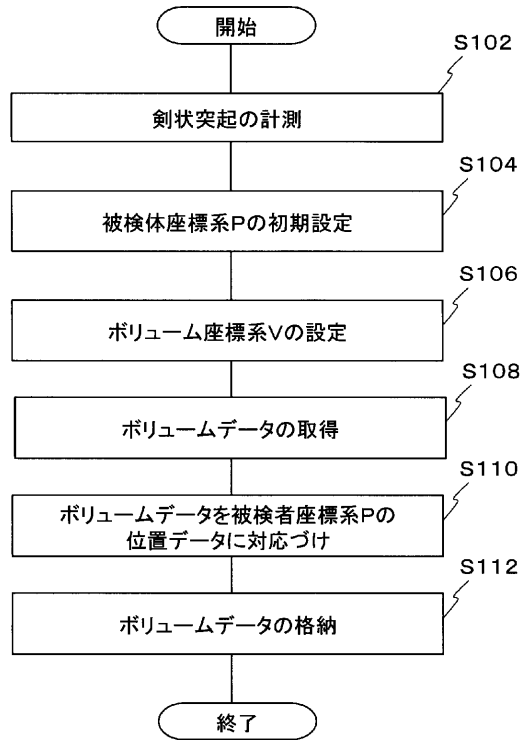 開始
S102
剣状突起の計測
S104
被検体座標系Pの初期設定
S106
ボリューム座標系Vの設定
S108
ボリュームデータの取得
S110
ボリュームデータを被検者座標系Pの
位置データに対応づけ
S112
ボリュームデータの格納
終了